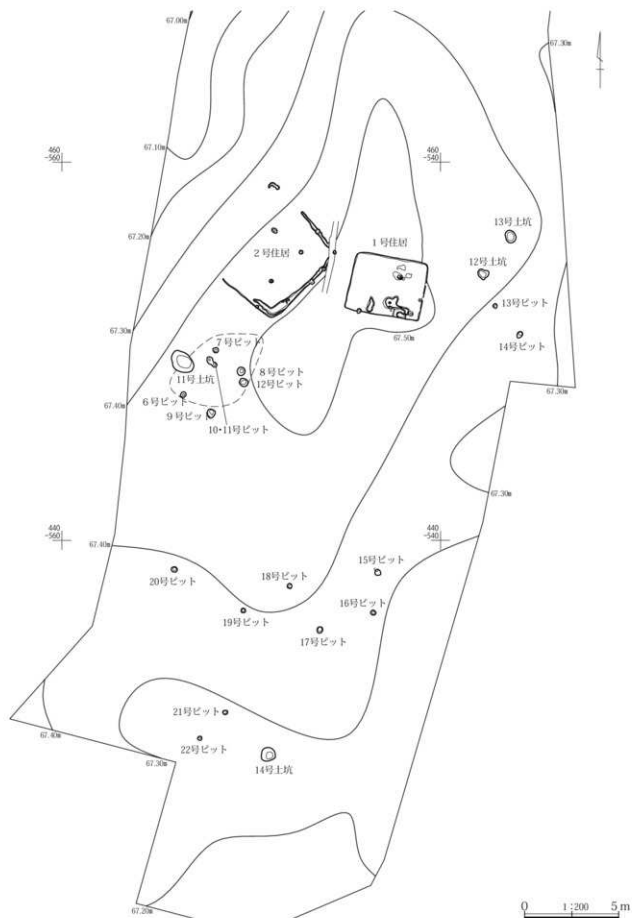 67.00m
67.30m
67.10m
460
-560
460
-540
67.20m
13号土坑
2号住居
1号住居
12号土坑
13号ピット
67.30m
67.50m
14号ピット
7号ピット
11号土坑
8号ピット
12号ピット
67.40m
6号ピット
9号ピット
10・11号ピット
67.30m
67.30m
440
-560
440
-540
67.40m
20号ピット
18号ピット
15号ピット
19号ピット
16号ピット
17号ピット
21号ピット
67.40m
22号ピット
67.30m
14号土坑
67.20m
0 1:200 5m